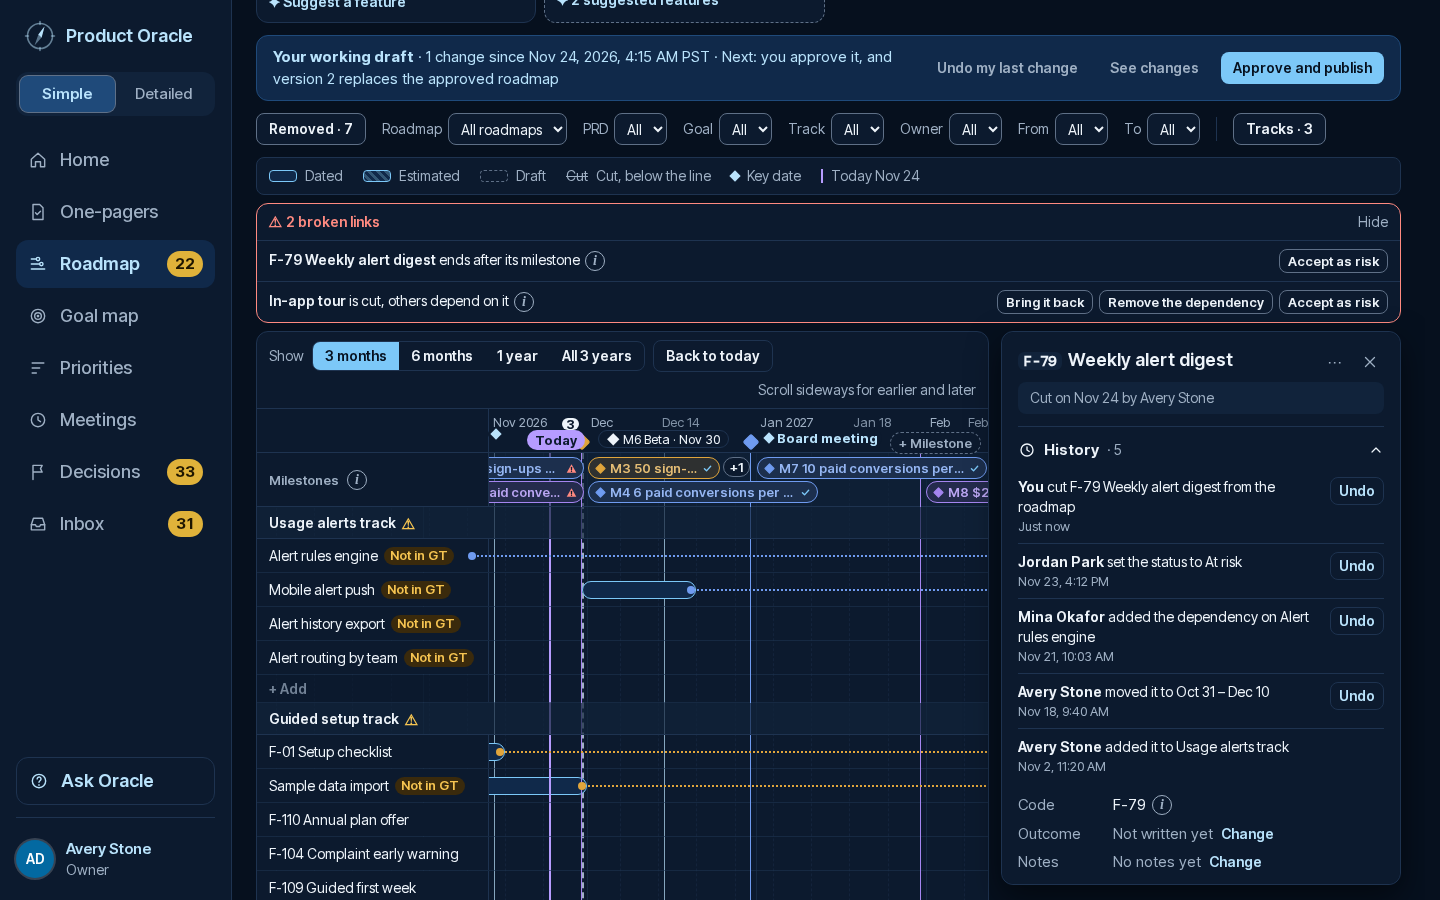 Product Oracle
Simple
Detailed
Home
One-pagers
Roadmap
22
Goal map
Priorities
Meetings
Decisions
33
Inbox
31
Ask Oracle
AD
Avery Stone
Owner
Suggest a feature
2 suggested features
Your working draft · 1 change since Nov 24, 2026, 4:15 AM PST · Next: you approve it, and
version 2 replaces the approved roadmap
Undo my last change
See changes
Approve and publish
Removed · 7
Roadmap
All roadmaps
PRD
All
Goal
All
Track
All
Owner
All
From
All
To
All
Tracks · 3
Dated
Estimated
Draft
Cut
Cut, below the line
Key date
Today Nov 24
2 broken links
Hide
F-79 Weekly alert digest ends after its milestone
Accept as risk
In-app tour is cut, others depend on it
Bring it back
Remove the dependency
Accept as risk
Show
3 months
6 months
1 year
All 3 years
Back to today
Scroll sideways for earlier and later
Nov 2026
3
Dec
Dec 14
Jan 2027
Jan 18
Feb
Feb
Today
M6 Beta · Nov 30
Board meeting
+ Milestone
Milestones
sign-ups ...
M3 50 sign-...
+1
M7 10 paid conversions per...
aid conve...
M4 6 paid conversions per ...
M8 $2
Usage alerts track
Alert rules engine
Not in GT
Mobile alert push
Not in GT
Alert history export
Not in GT
Alert routing by team
Not in GT
+ Add
Guided setup track
F-01 Setup checklist
Sample data import
Not in GT
F-110 Annual plan offer
F-104 Complaint early warning
F-109 Guided first week
F-79
Weekly alert digest
Cut on Nov 24 by Avery Stone
History · 5
You cut F-79 Weekly alert digest from the
roadmap
Just now
Undo
Jordan Park set the status to At risk
Nov 23, 4:12 PM
Undo
Mina Okafor added the dependency on Alert
rules engine
Nov 21, 10:03 AM
Undo
Avery Stone moved it to Oct 31 – Dec 10
Nov 18, 9:40 AM
Undo
Avery Stone added it to Usage alerts track
Nov 2, 11:20 AM
Code
F-79
Outcome
Not written yet
Change
Notes
No notes yet
Change